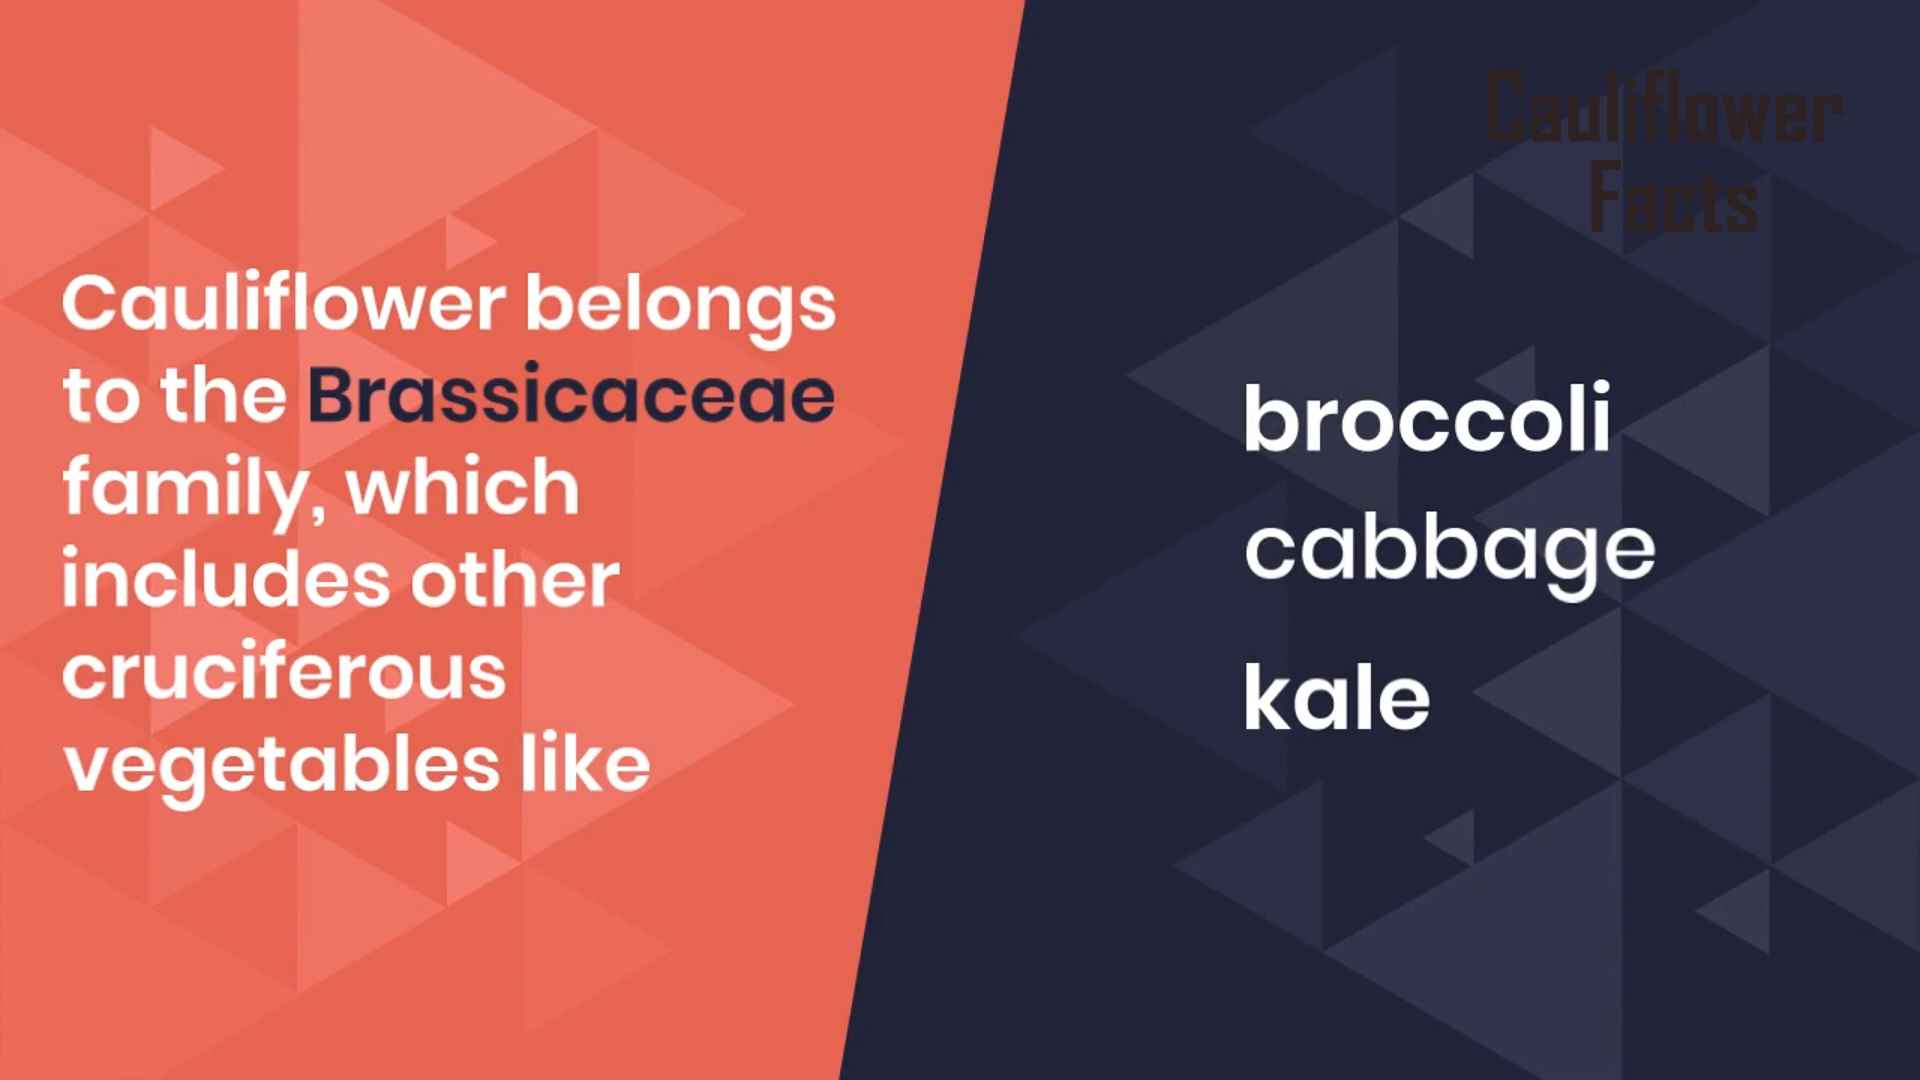 Cauliflower
Facts
Cauliflower belongs
to the Brassicaceae
family, which
includes other
cruciferous
vegetables like
broccoli
cabbage
kale